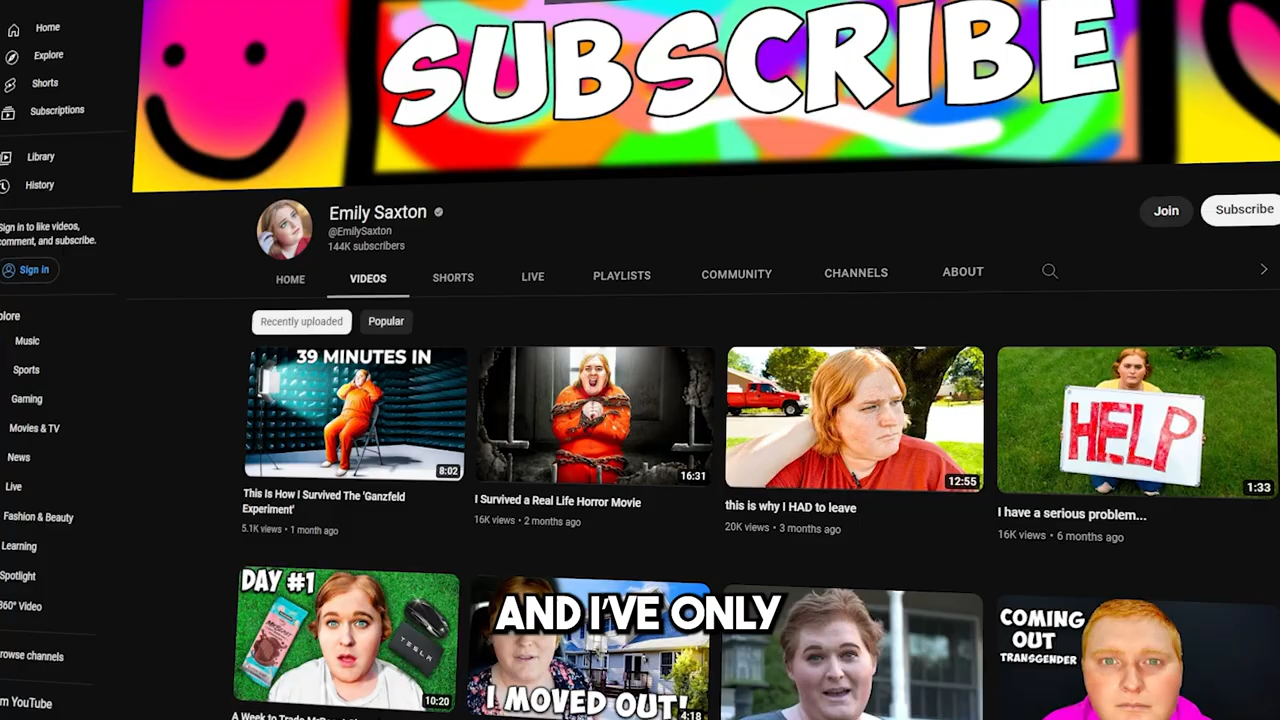 SUBSCRIBE
Home
Explore
Shorts
Subscriptions
Library
History
Sign in to like videos,
comment, and subscribe.
Sign in
plore
Music
Sports
Gaming
Movies & TV
News
Live
Fashion & Beauty
Learning
Spotlight
360° Video
rowse channels
m YouTube
Emily Saxton
@EmilySaxton
144K subscribers
Join
Subscribe
HOME
VIDEOS
SHORTS
LIVE
PLAYLISTS
COMMUNITY
CHANNELS
ABOUT
Recently uploaded
Popular
39 MINUTES IN
8:02
This Is How I Survived The 'Ganzfeld
Experiment'
5.1K views • 1 month ago
16:31
I Survived a Real Life Horror Movie
16K views • 2 months ago
12:55
this is why I HAD to leave
20K views • 3 months ago
HELP
1:33
I have a serious problem...
16K views • 6 months ago
DAY #1
TESLA
10:20
A Week to Trade
I MOVED OUT!
4:18
AND I'VE ONLY
COMING
OUT
TRANSGENDER